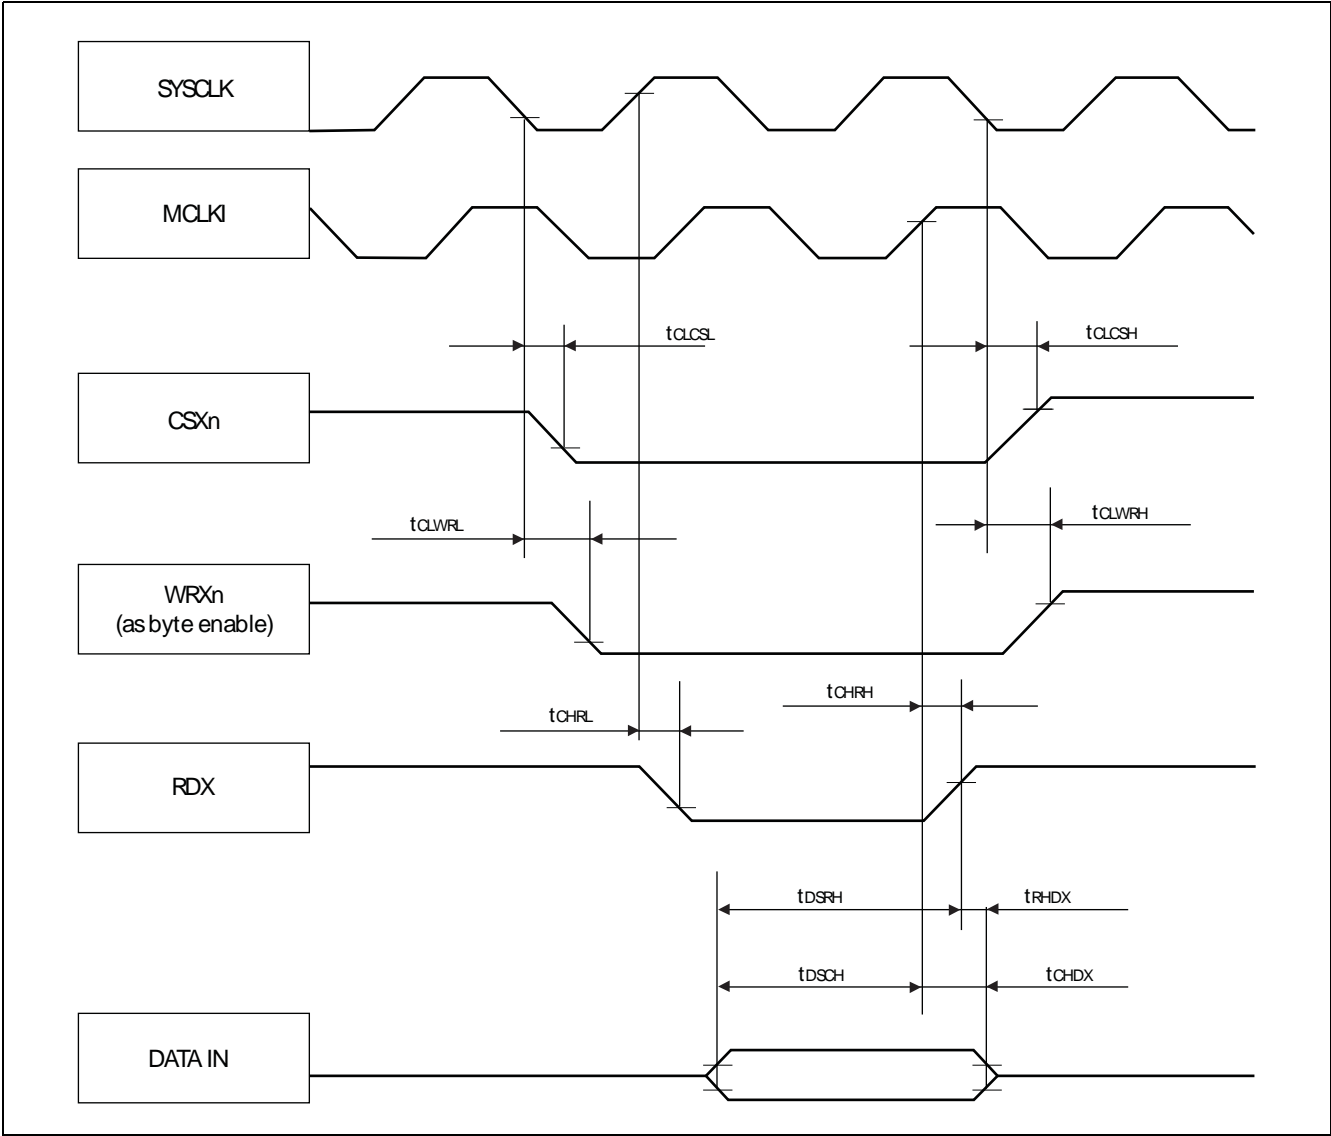 SYSCLK
MCLKI
tCLCSL
tCLCSH
CSXn
tCLWRL
tCLWRH
WRXn
(as byte enable)
tCHRH
tCHRL
RDX
tDSRH
tRHDX
tDSCH
tCHDX
DATA IN